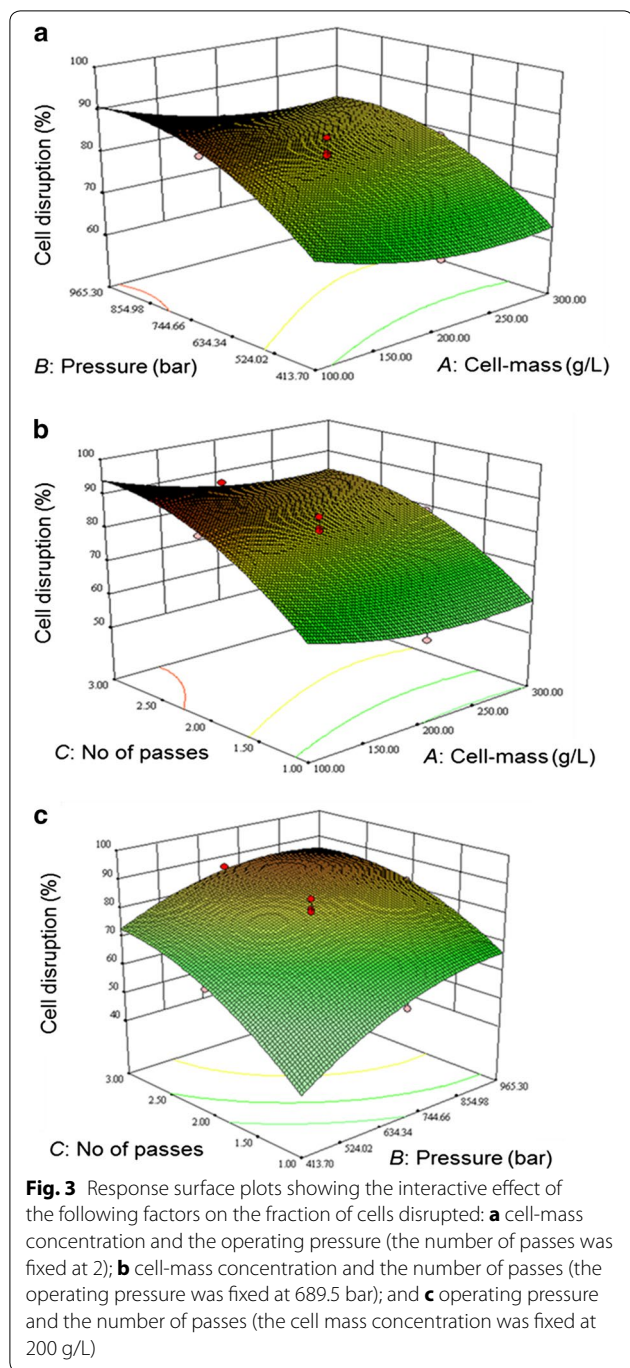 a
Cell disruption (%)
100
90
80
70
60
965.30
854.98
744.66
634.34
524.02
413.70
B: Pressure (bar)
100.00
150.00
200.00
250.00
300.00
A: Cell-mass (g/L)
b
Cell disruption (%)
100
90
80
70
60
50
3.00
2.50
2.00
1.50
1.00
C: No of passes
100.00
150.00
200.00
250.00
300.00
A: Cell-mass (g/L)
c
Cell disruption (%)
100
90
80
70
60
50
40
3.00
2.50
2.00
1.50
1.00
C: No of passes
413.70
524.02
634.34
744.66
854.98
965.30
B: Pressure (bar)
Fig. 3 Response surface plots showing the interactive effect of
the following factors on the fraction of cells disrupted: a cell-mass
concentration and the operating pressure (the number of passes was
fixed at 2); b cell-mass concentration and the number of passes (the
operating pressure was fixed at 689.5 bar); and c operating pressure
and the number of passes (the cell mass concentration was fixed at
200 g/L)